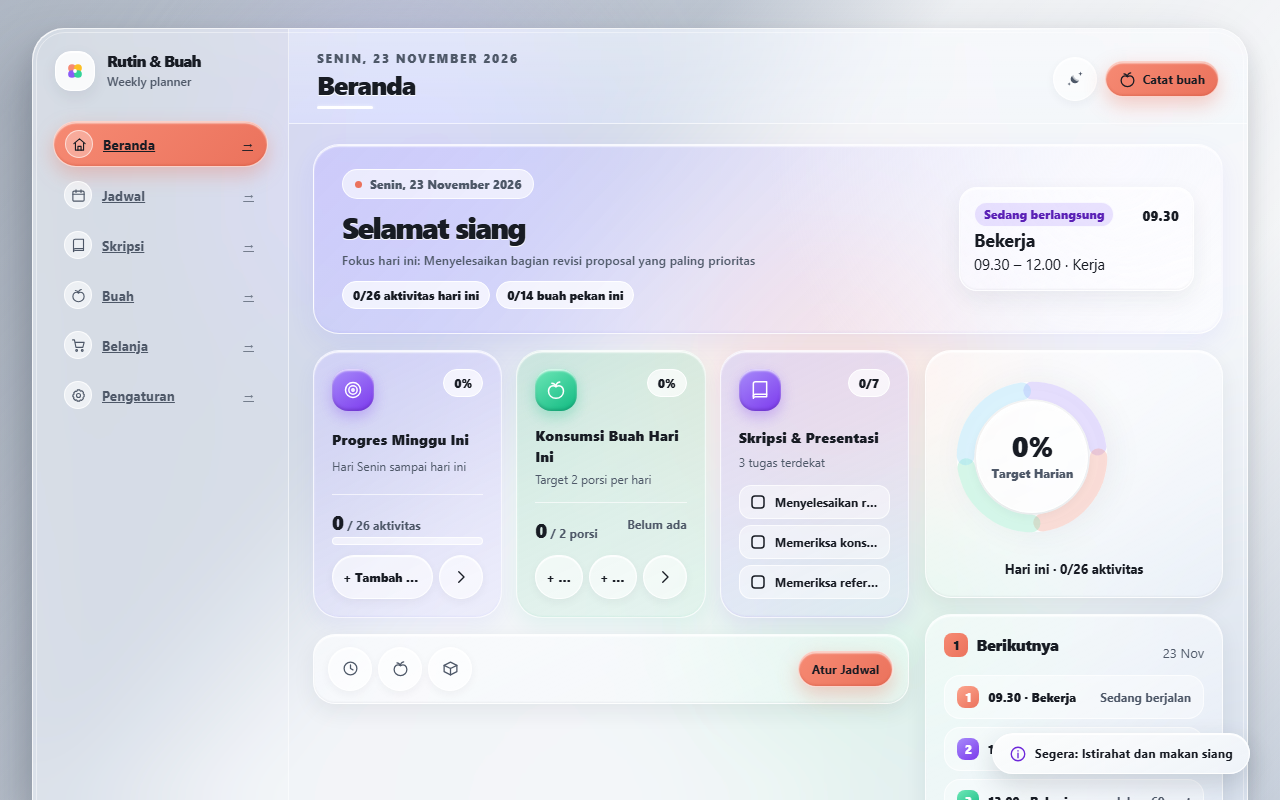 Rutin & Buah
Weekly planner
Beranda →
Jadwal →
Skripsi →
Buah →
Belanja →
Pengaturan →
SENIN, 23 NOVEMBER 2026
Beranda
Catat buah
Senin, 23 November 2026
Selamat siang
Fokus hari ini: Menyelesaikan bagian revisi proposal yang paling prioritas
0/26 aktivitas hari ini
0/14 buah pekan ini
Sedang berlangsung
09.30
Bekerja
09.30 – 12.00 · Kerja
0%
Progres Minggu Ini
Hari Senin sampai hari ini
0 / 26 aktivitas
+ Tambah ...
0%
Konsumsi Buah Hari
Ini
Target 2 porsi per hari
0 / 2 porsi
Belum ada
+ ...
+ ...
0/7
Skripsi & Presentasi
3 tugas terdekat
Menyelesaikan r...
Memeriksa kons...
Memeriksa refer...
0%
Target Harian
Hari ini · 0/26 aktivitas
Atur Jadwal
1 Berikutnya
23 Nov
1 09.30 · Bekerja
Sedang berjalan
2
Segera: Istirahat dan makan siang